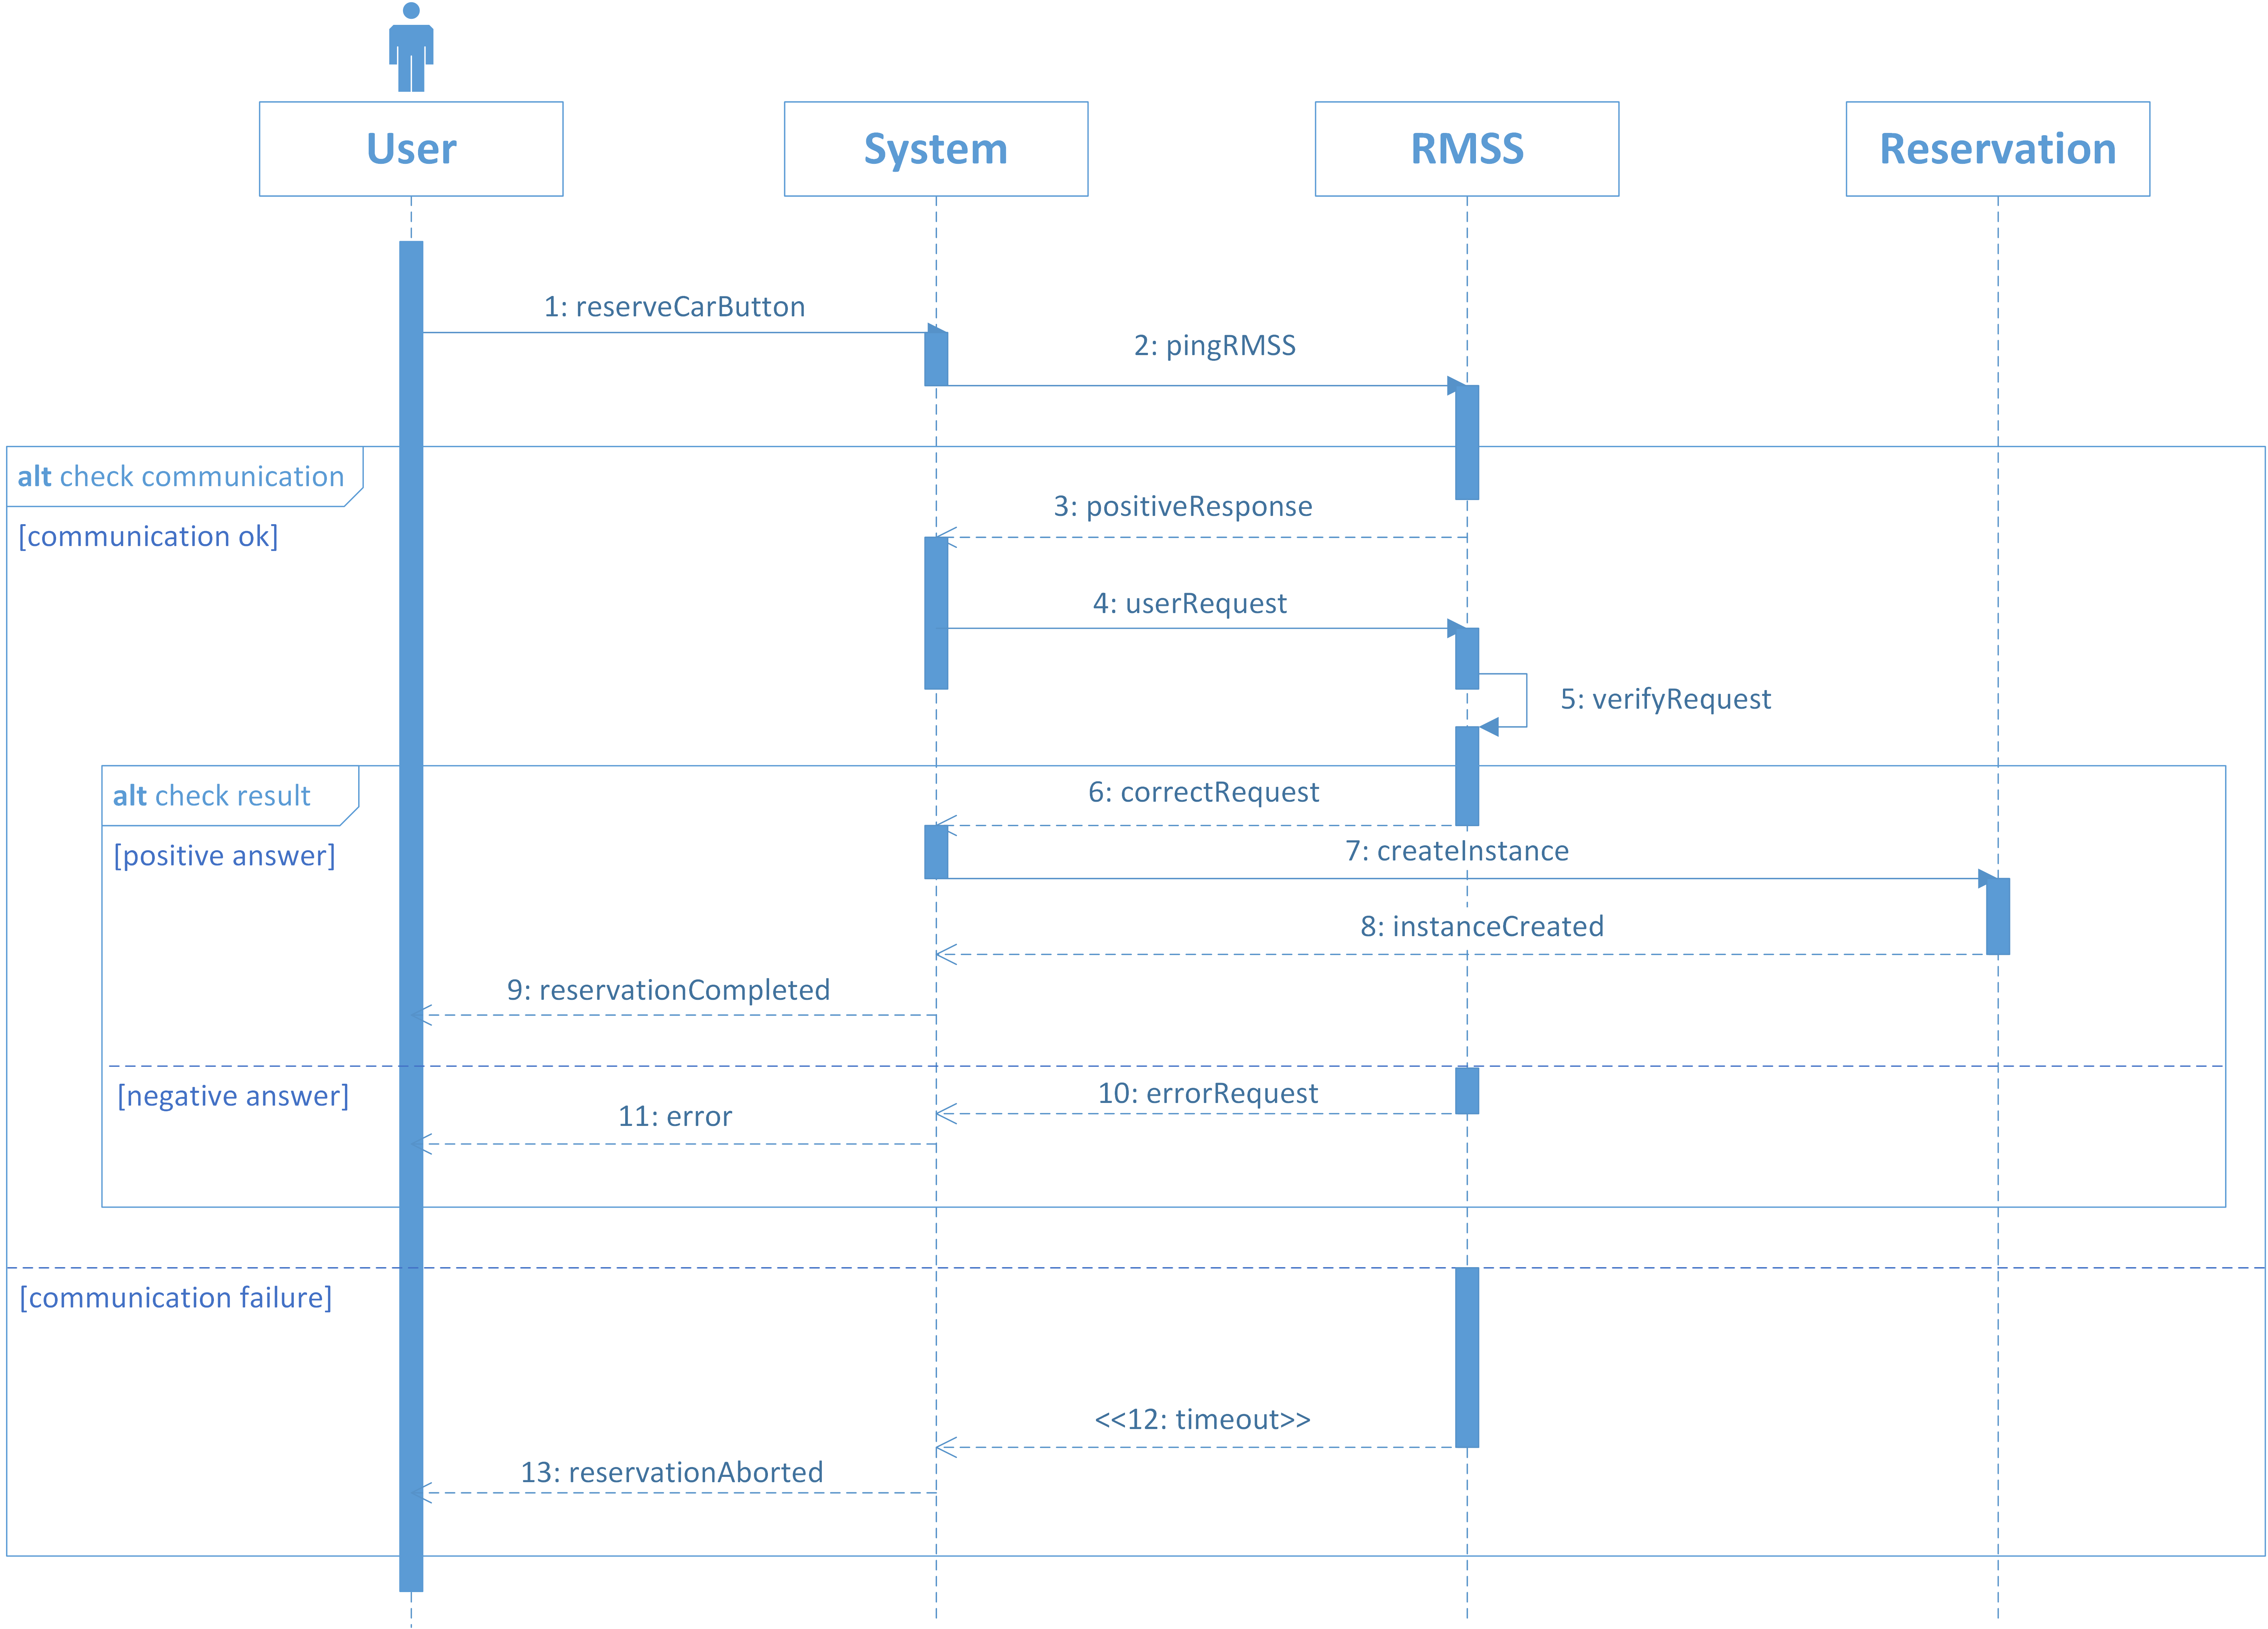 User
System
RMSS
Reservation
1: reserveCarButton
2: pingRMSS
alt check communication
[communication ok]
3: positiveResponse
4: userRequest
5: verifyRequest
alt check result
[positive answer]
6: correctRequest
7: createInstance
8: instanceCreated
9: reservationCompleted
[negative answer]
10: errorRequest
11: error
[communication failure]
<<12: timeout>>
13: reservationAborted